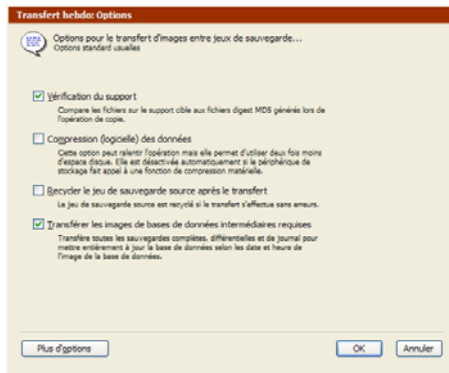 Transfert hebdo: Options
Options pour le transfert d'images entre jeux de sauvegarde...
Options standard usuelles
Vérification du support
Compare les fichiers sur le support cible aux fichiers digest MD5 générés lors de
l'opération de copie.
Compression (logicielle) des données
Cette option peut ralentir l'opération mais elle permet d'utiliser deux fois moins
d'espace disque. Elle est désactivée automatiquement si le périphérique de
stockage fait appel à une fonction de compression matérielle.
Recycler le jeu de sauvegarde source après le transfert
Le jeu de sauvegarde source est recyclé si le transfert s'effectue sans erreurs.
Transférer les images de bases de données intermédiaires requises
Transfère toutes les sauvegardes complètes, différentielles et de journal pour
mettre entièrement à jour la base de données selon les date et heure de
l'image de la base de données.
Plus d'options
OK
Annuler